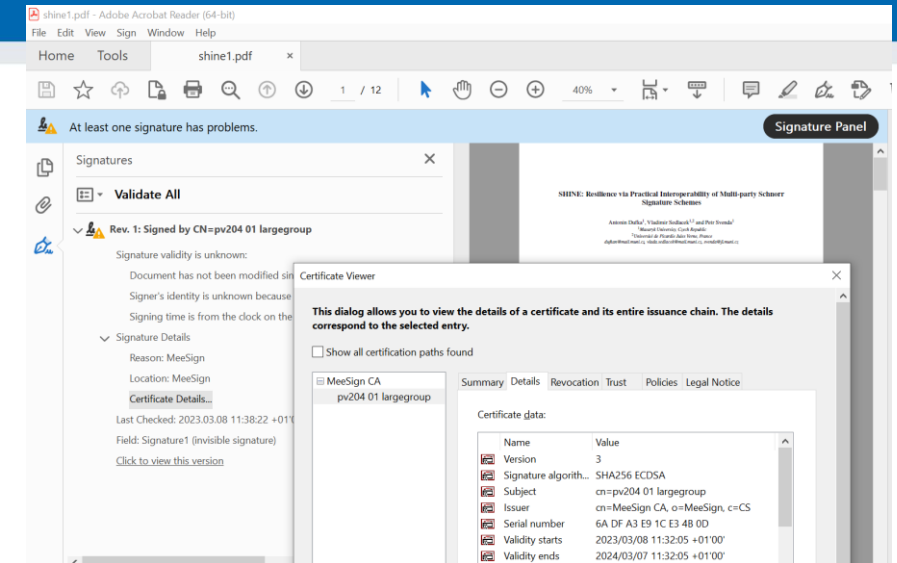 shine1.pdf - Adobe Acrobat Reader (64-bit)
File Edit View Sign Window Help
Home Tools shine1.pdf ×
1 / 12 40%
At least one signature has problems.
Signature Panel
Signatures
Validate All
Rev. 1: Signed by CN=pv204 01 largegroup
Signature validity is unknown:
Document has not been modified sin
Signer's identity is unknown because
Signing time is from the clock on the
Signature Details
Reason: MeeSign
Location: MeeSign
Certificate Details...
Last Checked: 2023.03.08 11:38:22 +01'0
Field: Signature1 (invisible signature)
Click to view this version
SHINE: Resilience via Practical Interoperability of Multi-party Schnorr
Signature Schemes
Certificate Viewer
This dialog allows you to view the details of a certificate and its entire issuance chain. The details
correspond to the selected entry.
Show all certification paths found
MeeSign CA
pv204 01 largegroup
Summary Details Revocation Trust Policies Legal Notice
Certificate data:
Name Value
Version 3
Signature algorith... SHA256 ECDSA
Subject cn=pv204 01 largegroup
Issuer cn=MeeSign CA, o=MeeSign, c=CS
Serial number 6A DF A3 E9 1C E3 4B 0D
Validity starts 2023/03/08 11:32:05 +01'00'
Validity ends 2024/03/07 11:32:05 +01'00'